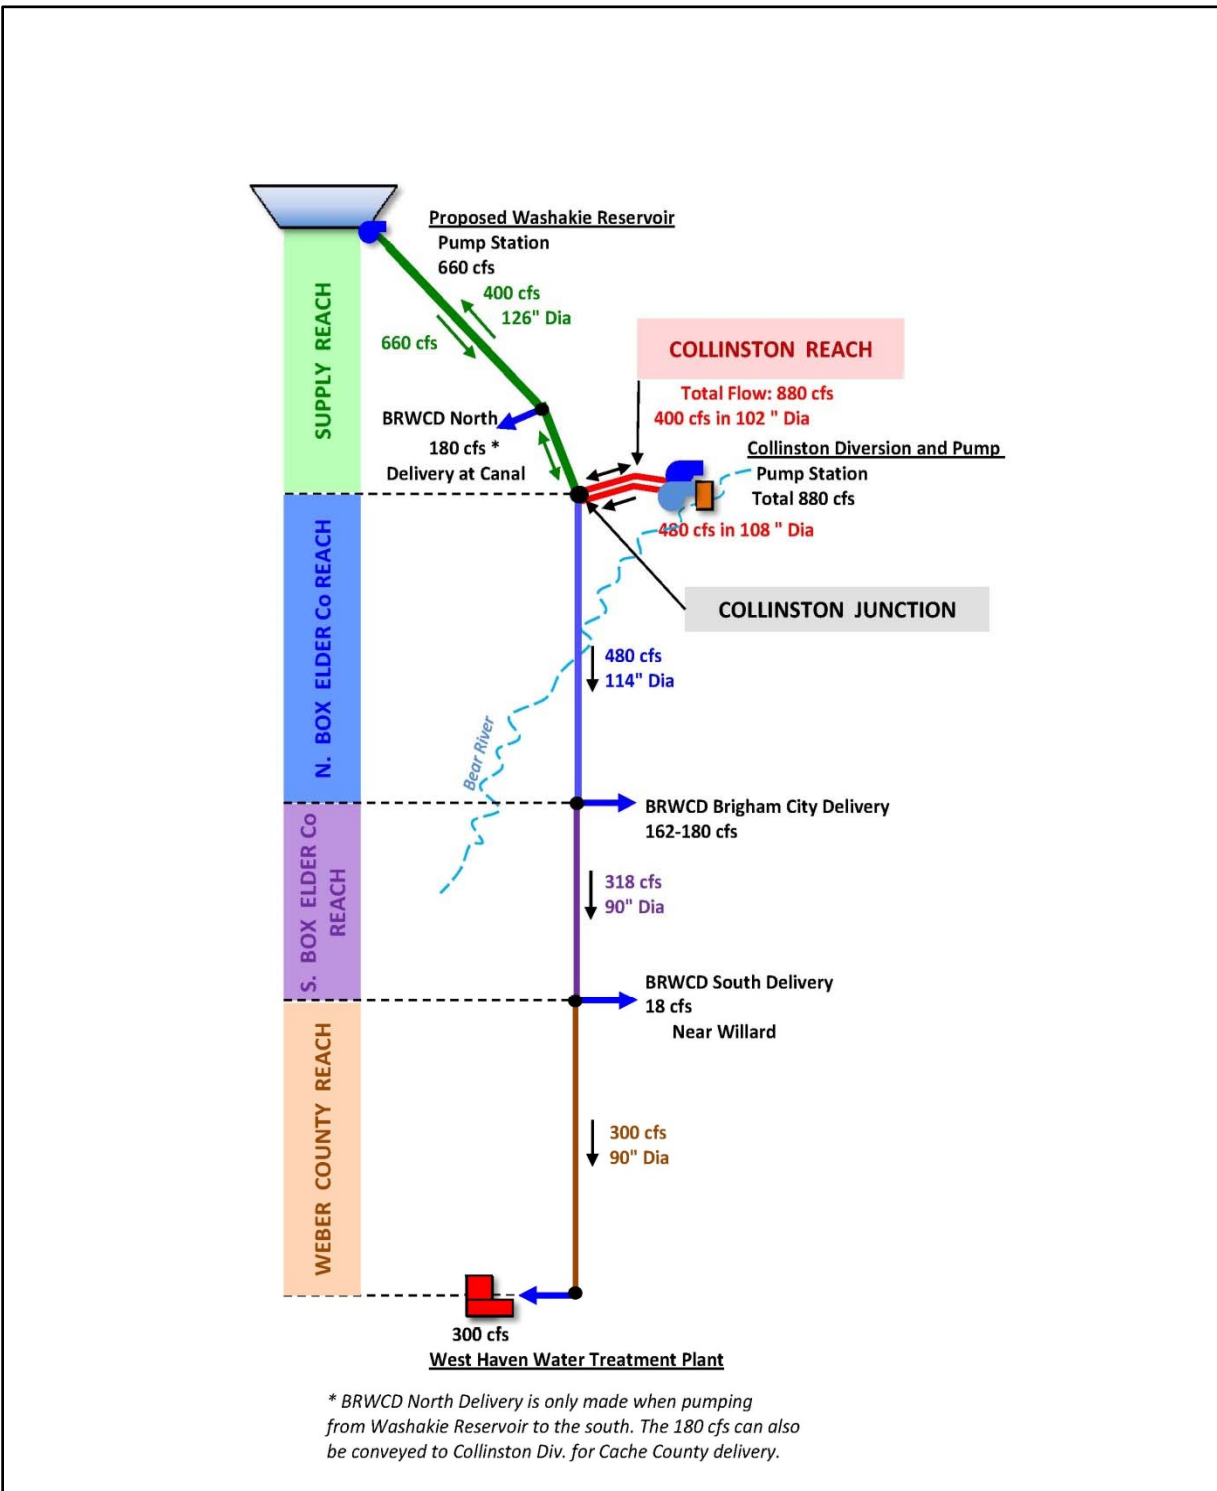 Proposed Washakie Reservoir
Pump Station
660 cfs
400 cfs
126" Dia
660 cfs
SUPPLY REACH
COLLINSTON REACH
Total Flow: 880 cfs
400 cfs in 102 " Dia
BRWCD North
180 cfs *
Delivery at Canal
Collinston Diversion and Pump
Pump Station
Total 880 cfs
480 cfs in 108 " Dia
COLLINSTON JUNCTION
N. BOX ELDER Co REACH
480 cfs
114" Dia
Bear River
BRWCD Brigham City Delivery
162-180 cfs
S. BOX ELDER Co
REACH
318 cfs
90" Dia
BRWCD South Delivery
18 cfs
Near Willard
WEBER COUNTY REACH
300 cfs
90" Dia
300 cfs
West Haven Water Treatment Plant
* BRWCD North Delivery is only made when pumping
from Washakie Reservoir to the south. The 180 cfs can also
be conveyed to Collinston Div. for Cache County delivery.